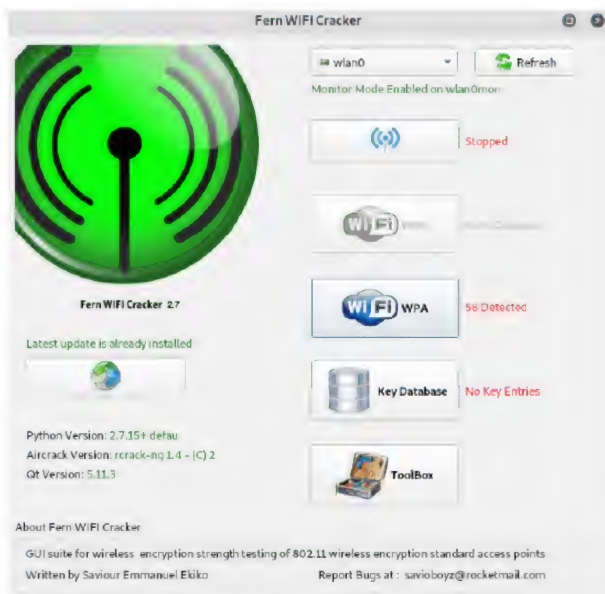 Fern WIFI Cracker
wlan0
Refresh
Monitor Mode Enabled on wlan0mon
Stopped
WiFi
WiFi WPA
58 Detected
Fern WIFI Cracker 2.7
Latest update is already installed
Key Database
No Key Entries
Python Version: 2.7.15+ defau
Aircrack Version: rcrack-ng 1.4 - (C) 2
Qt Version: 5.11.3
ToolBox
About Fern WIFI Cracker
GUI suite for wireless encryption strength testing of 802.11 wireless encryption standard access points
Written by Saviour Emmanuel Ekiko
Report Bugs at : savioboyz@rocketmail.com